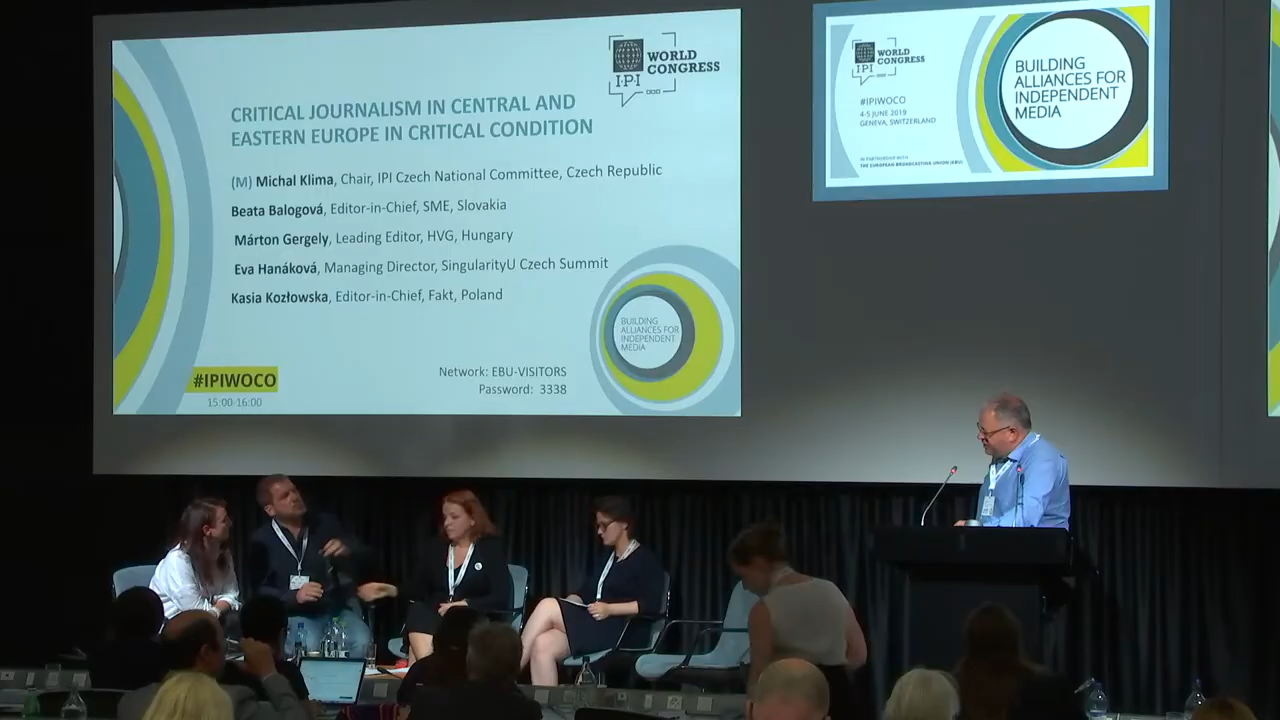 I·P·I WORLD
CONGRESS
CRITICAL JOURNALISM IN CENTRAL AND
EASTERN EUROPE IN CRITICAL CONDITION
(M) Michal Klima, Chair, IPI Czech National Committee, Czech Republic
Beata Balogová, Editor-in-Chief, SME, Slovakia
Márton Gergely, Leading Editor, HVG, Hungary
Eva Hanáková, Managing Director, SingularityU Czech Summit
Kasia Kozłowska, Editor-in-Chief, Fakt, Poland
BUILDING
ALLIANCES FOR
INDEPENDENT
MEDIA
#IPIWOCO
15:00-16:00
Network: EBU-VISITORS
Password: 3338
I·P·I WORLD
CONGRESS
#IPIWOCO
4-5 JUNE 2019
GENEVA, SWITZERLAND
IN PARTNERSHIP WITH
THE EUROPEAN BROADCASTING UNION (EBU)
BUILDING
ALLIANCES FOR
INDEPENDENT
MEDIA